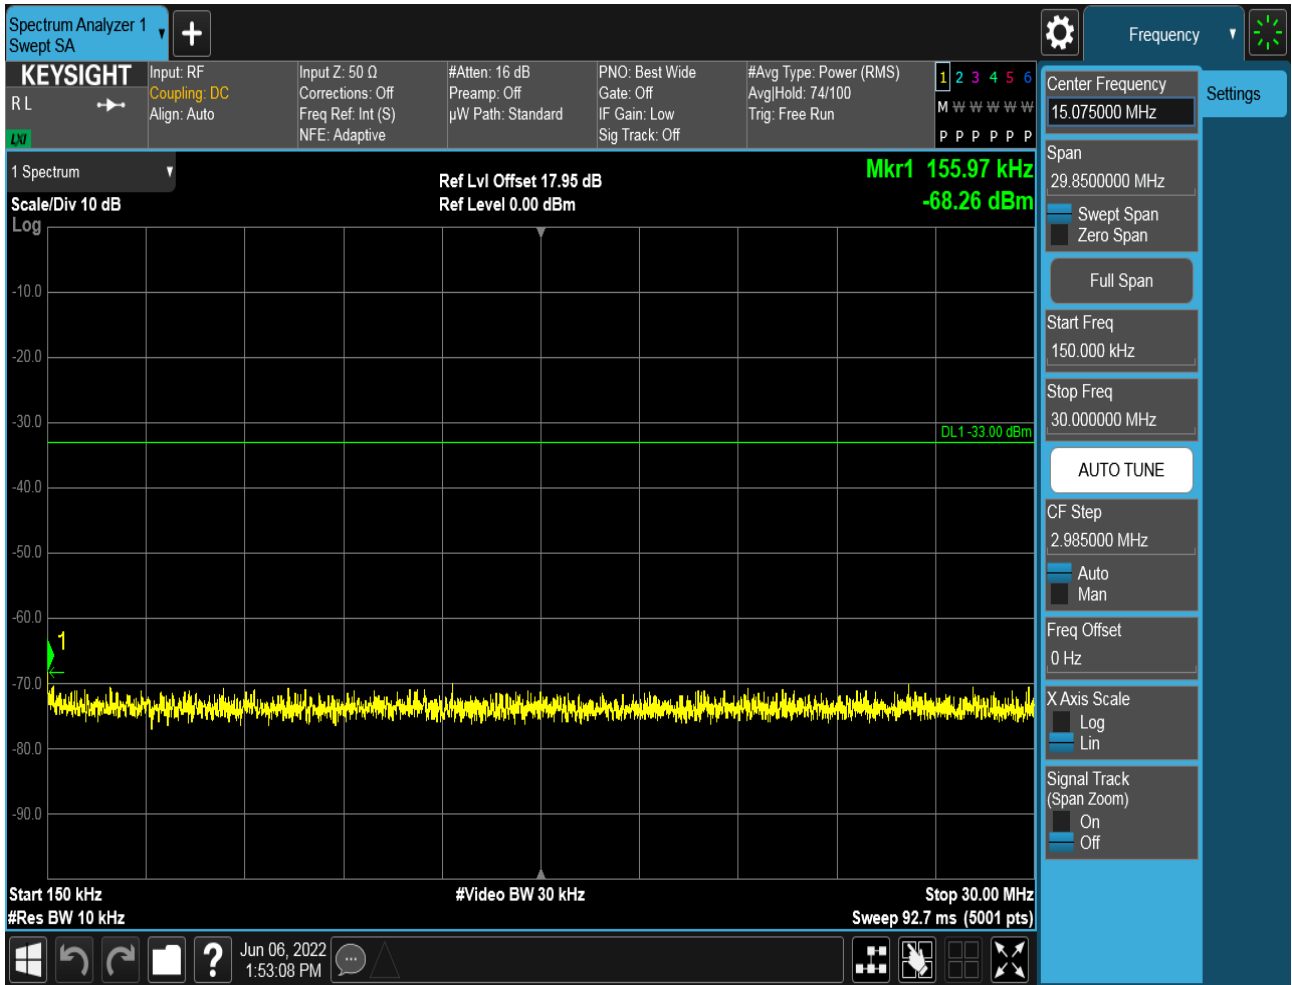 Spectrum Analyzer 1
Swept SA
Frequency
KEYSIGHT
R L
LXI
Input: RF
Coupling: DC
Align: Auto
Input Z: 50 Ω
Corrections: Off
Freq Ref: Int (S)
NFE: Adaptive
#Atten: 16 dB
Preamp: Off
µW Path: Standard
PNO: Best Wide
Gate: Off
IF Gain: Low
Sig Track: Off
#Avg Type: Power (RMS)
Avg|Hold: 74/100
Trig: Free Run
1 2 3 4 5 6
M W W W W W
P P P P P P
1 Spectrum
Scale/Div 10 dB
Log
Ref Lvl Offset 17.95 dB
Ref Level 0.00 dBm
Mkr1 155.97 kHz
-68.26 dBm
-10.0
-20.0
-30.0
DL1 -33.00 dBm
-40.0
-50.0
-60.0
1
-70.0
-80.0
-90.0
Start 150 kHz
#Video BW 30 kHz
Stop 30.00 MHz
#Res BW 10 kHz
Sweep 92.7 ms (5001 pts)
?
Jun 06, 2022
1:53:08 PM
Center Frequency
15.075000 MHz
Settings
Span
29.8500000 MHz
Swept Span
Zero Span
Full Span
Start Freq
150.000 kHz
Stop Freq
30.000000 MHz
AUTO TUNE
CF Step
2.985000 MHz
Auto
Man
Freq Offset
0 Hz
X Axis Scale
Log
Lin
Signal Track
(Span Zoom)
On
Off